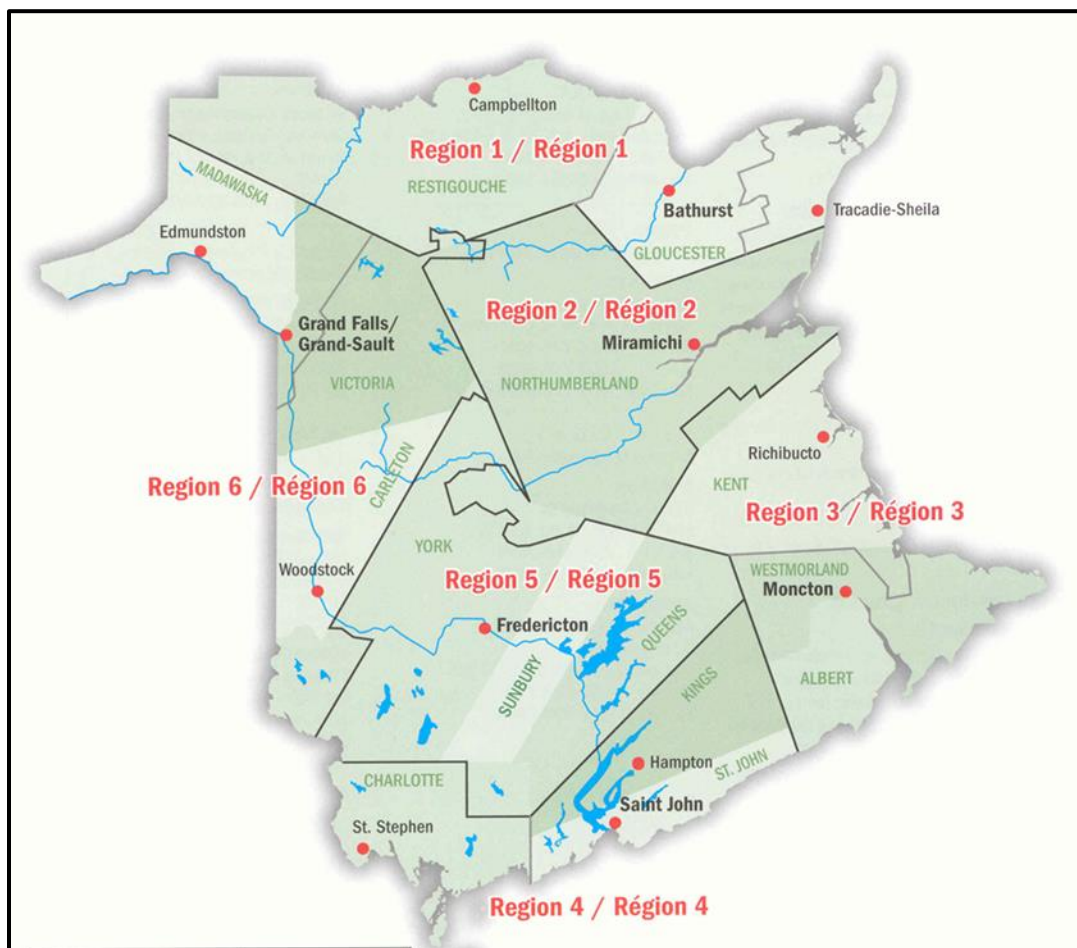 Campbellton
Region 1 / Région 1
RESTIGOUCHE
MADAWASKA
Bathurst
Tracadie-Sheila
Edmundston
GLOUCESTER
Region 2 / Région 2
Grand Falls/
Grand-Sault
Miramichi
VICTORIA
NORTHUMBERLAND
Richibucto
CARLETON
KENT
Region 6 / Région 6
Region 3 / Région 3
YORK
Woodstock
Region 5 / Région 5
WESTMORLAND
Moncton
Fredericton
QUEENS
SUNBURY
KINGS
ALBERT
Hampton
ST. JOHN
CHARLOTTE
Saint John
St. Stephen
Region 4 / Région 4